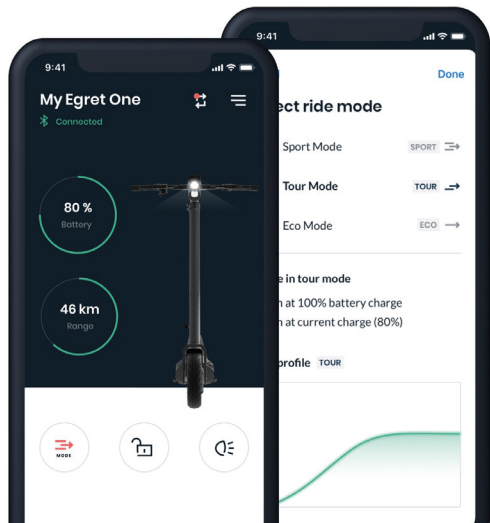 9:41
My Egret One
Connected
80 %
Battery
46 km
Range
MODE
9:41
Done
ride mode
Sport Mode SPORT
Tour Mode TOUR
Eco Mode ECO
in tour mode
at 100% battery charge
at current charge (80%)
profile TOUR